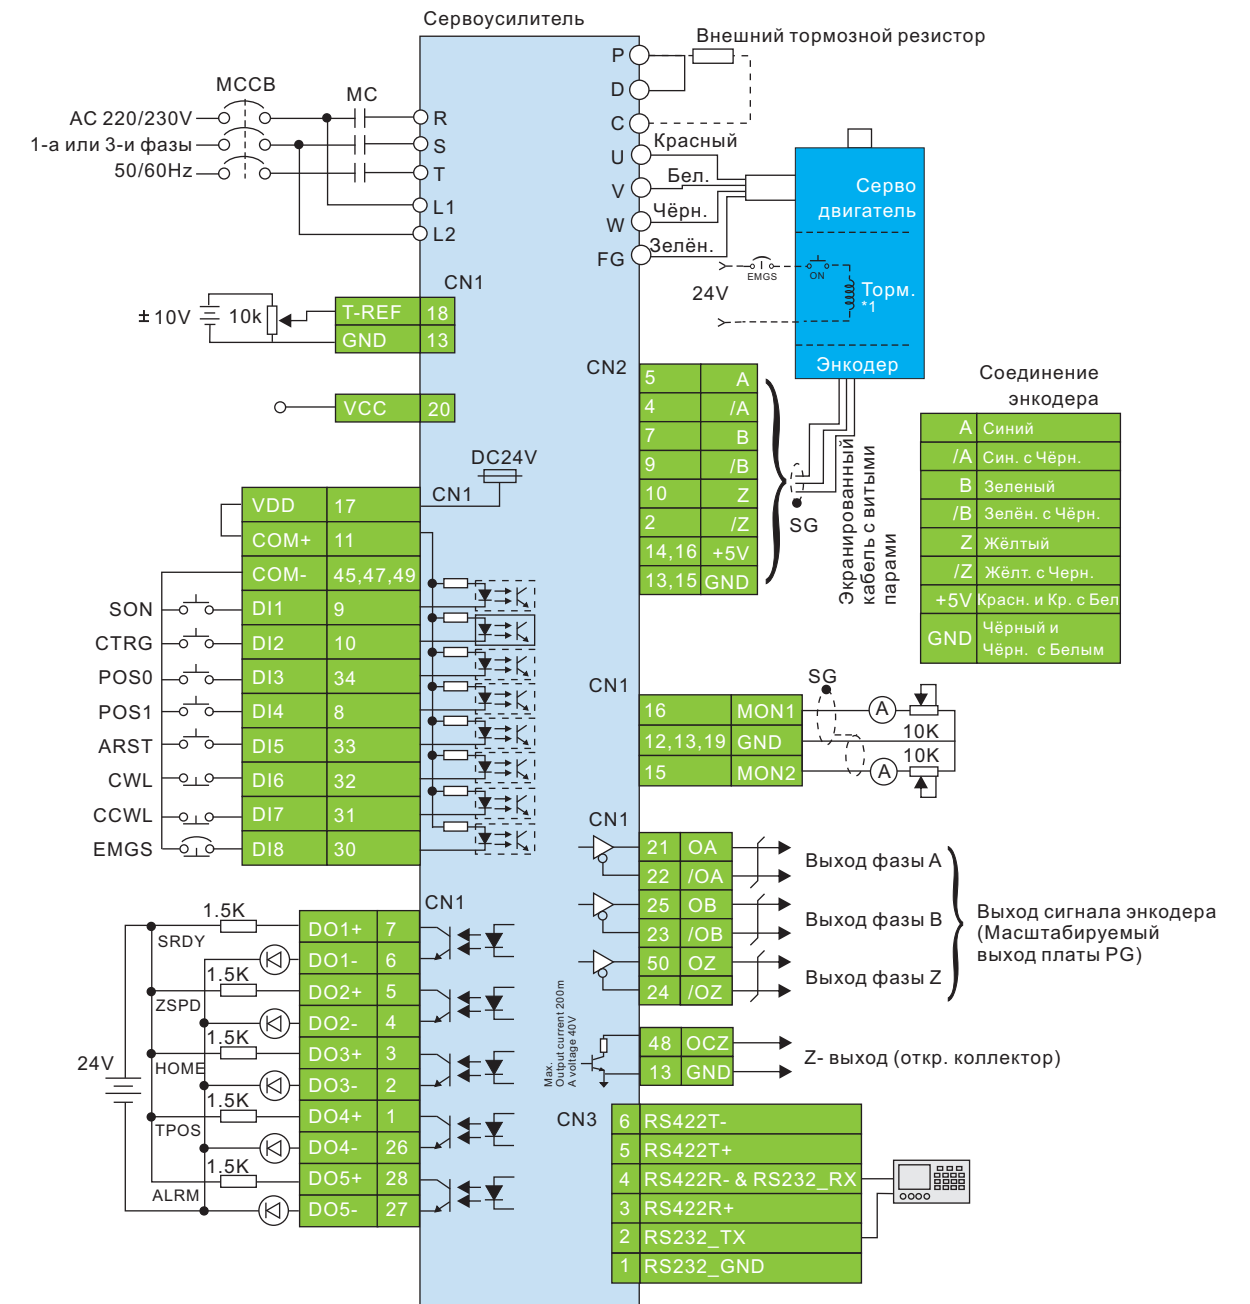 Сервоусилитель
Внешний тормозной резистор
P
D
C
U
V
W
FG
Красный
Бел.
Чёрн.
Зелён.
MCCB
MC
AC 220/230V
1-а или 3-и фазы
50/60Hz
R
S
T
L1
L2
Серво
двигатель
EMGS
ON
24V
Торм.
*1
Энкодер
CN1
±10V
10k
T-REF 18
GND 13
VCC 20
CN2
5 A
4 /A
7 B
9 /B
10 Z
2 /Z
14,16 +5V
13,15 GND
SG
Экранированный
кабель с витыми
парами
Соединение
энкодера
A Синий
/A Син. с Чёрн.
B Зеленый
/B Зелён. с Чёрн.
Z Жёлтый
/Z Жёлт. с Черн.
+5V Красн. и Кр. с Бел
GND Чёрный и
Чёрн. с Белым
DC24V
CN1
VDD 17
COM+ 11
COM- 45,47,49
SON DI1 9
CTRG DI2 10
POS0 DI3 34
POS1 DI4 8
ARST DI5 33
CWL DI6 32
CCWL DI7 31
EMGS DI8 30
CN1
SG
16 MON1
12,13,19 GND
15 MON2
A
10K
10K
A
CN1
21 OA
22 /OA
25 OB
23 /OB
50 OZ
24 /OZ
Выход фазы A
Выход фазы B
Выход фазы Z
Выход сигнала энкодера
(Масштабируемый
выход платы PG)
48 OCZ
13 GND
Z- выход (откр. коллектор)
Max.
Output current 200m
A voltage 40V
CN1
24V
1.5K
SRDY
DO1+ 7
DO1- 6
1.5K
ZSPD
DO2+ 5
DO2- 4
1.5K
HOME
DO3+ 3
DO3- 2
1.5K
TPOS
DO4+ 1
DO4- 26
1.5K
ALRM
DO5+ 28
DO5- 27
CN3
6 RS422T-
5 RS422T+
4 RS422R- & RS232_RX
3 RS422R+
2 RS232_TX
1 RS232_GND